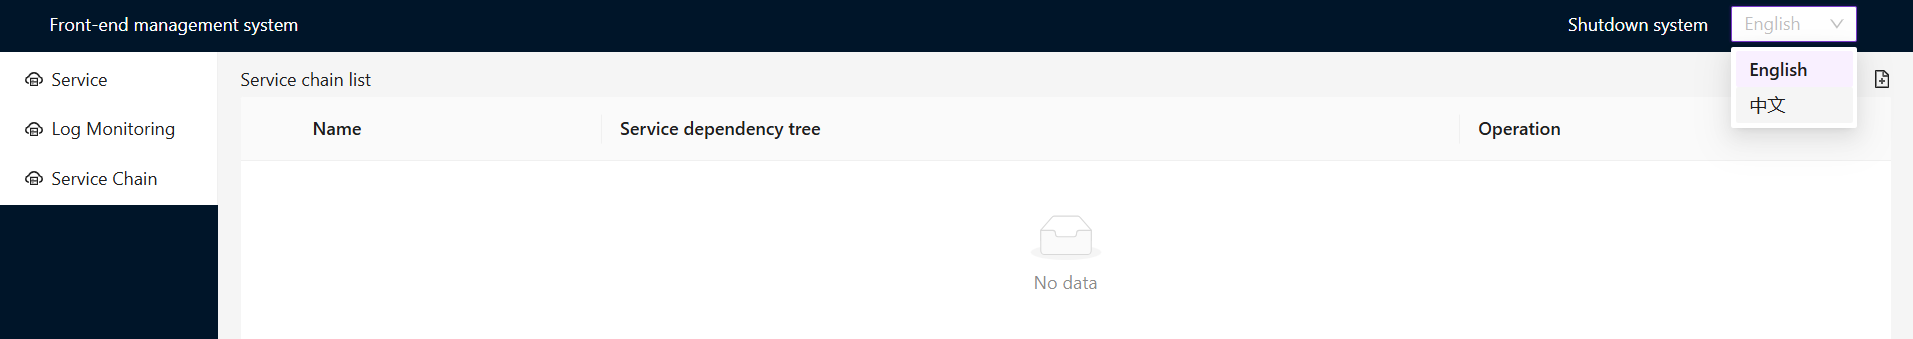 Front-end management system
Shutdown system
English
English
中文
Service
Log Monitoring
Service Chain
Service chain list
Name
Service dependency tree
Operation
No data